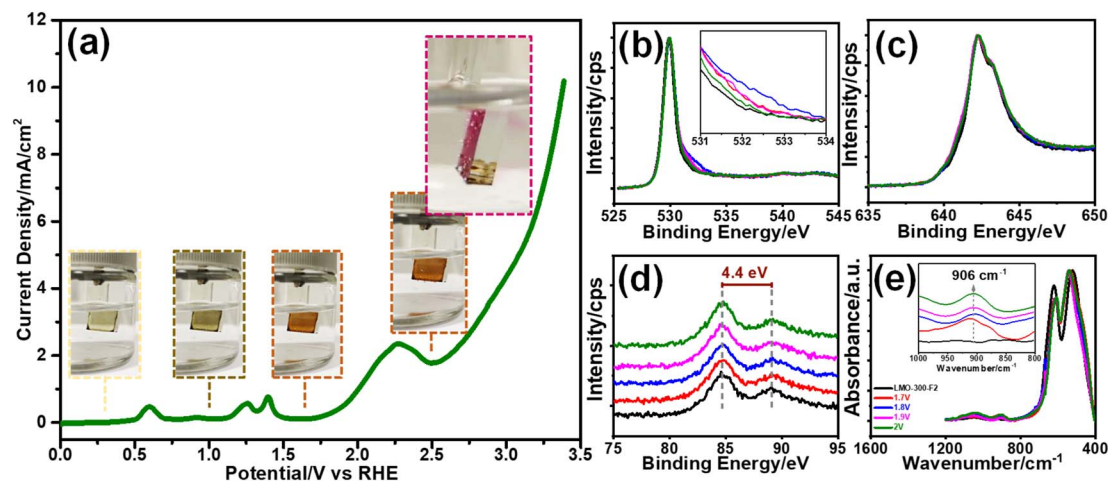 (a)
Current Density/mA/cm²
12
10
8
6
4
2
0
0.0 0.5 1.0 1.5 2.0 2.5 3.0 3.5
Potential/V vs RHE
(b)
Intensity/cps
531 532 533 534
525 530 535 540 545
Binding Energy/eV
(c)
Intensity/cps
635 640 645 650
Binding Energy/eV
(d)
4.4 eV
Intensity/cps
75 80 85 90 95
Binding Energy/eV
(e)
Absorbance/a.u.
906 cm⁻¹
1000 950 900 850 800
Wavenumber/cm⁻¹
LMO-300-F2
1.7V
1.8V
1.9V
2V
1600 1200 800 400
Wavenumber/cm⁻¹